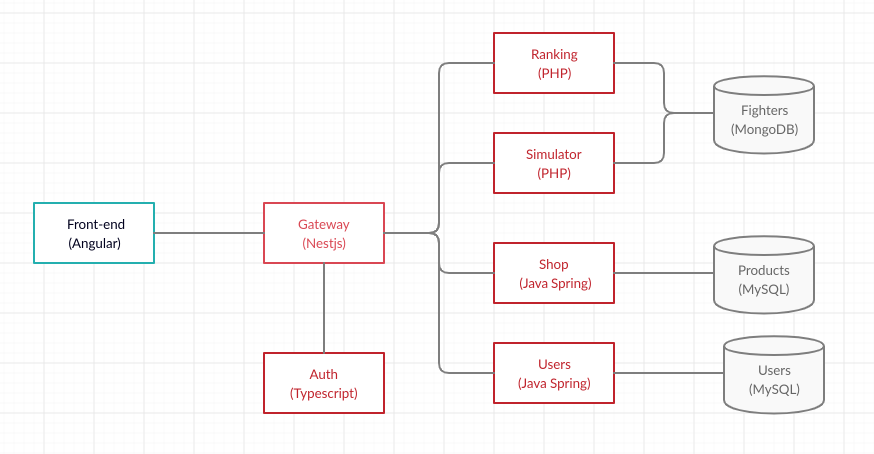 Ranking
(PHP)
Fighters
(MongoDB)
Simulator
(PHP)
Front-end
(Angular)
Gateway
(Nestjs)
Shop
(Java Spring)
Products
(MySQL)
Auth
(Typescript)
Users
(Java Spring)
Users
(MySQL)